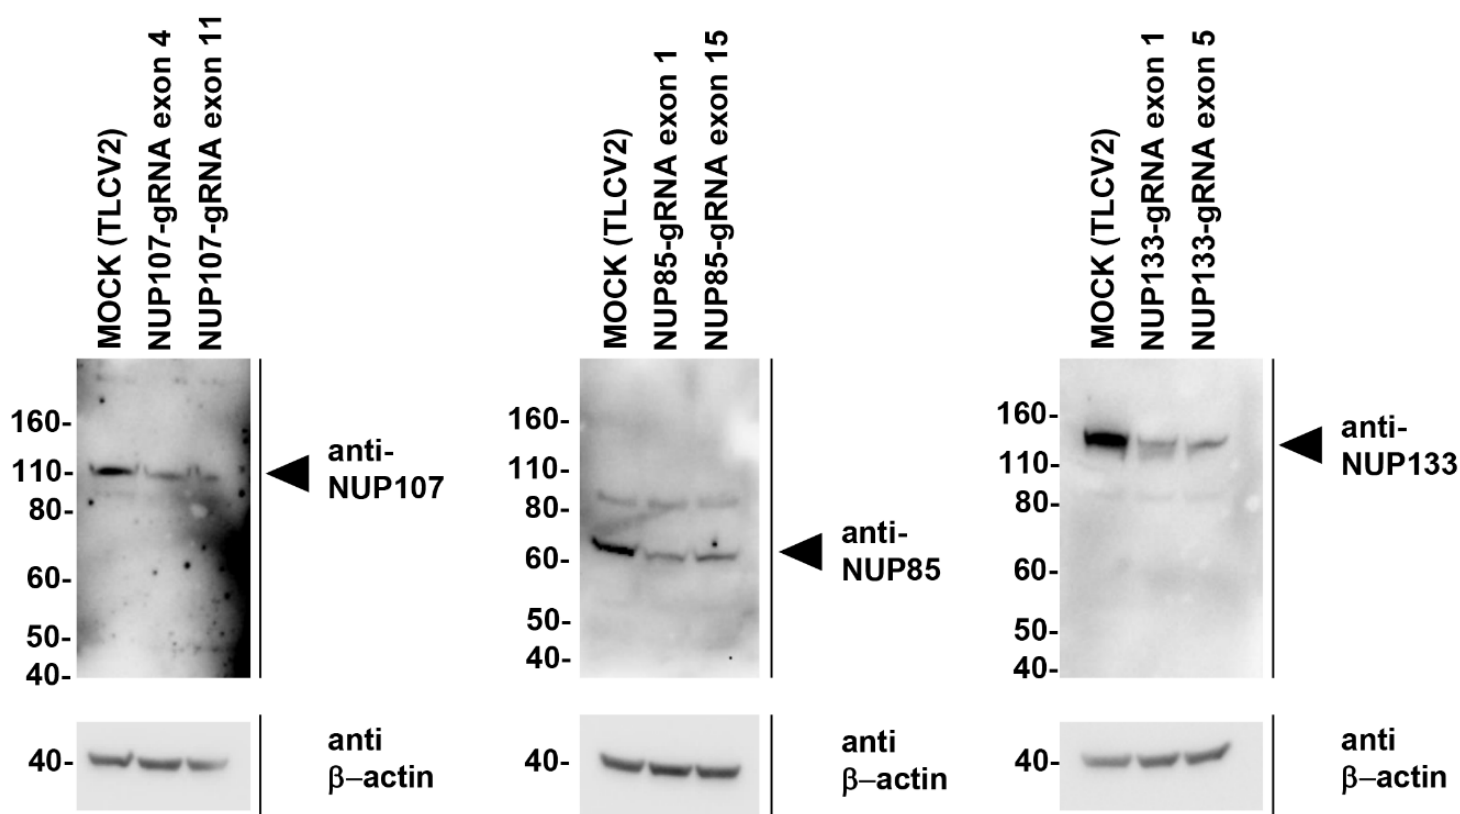 MOCK (TLCV2)
NUP107-gRNA exon 4
NUP107-gRNA exon 11
160-
110-
80-
60-
50-
40-
anti-
NUP107
40-
anti
β–actin
MOCK (TLCV2)
NUP85-gRNA exon 1
NUP85-gRNA exon 15
160-
110-
80-
60-
50-
40-
anti-
NUP85
40-
anti
β–actin
MOCK (TLCV2)
NUP133-gRNA exon 1
NUP133-gRNA exon 5
160-
110-
80-
60-
50-
40-
anti-
NUP133
40-
anti
β–actin